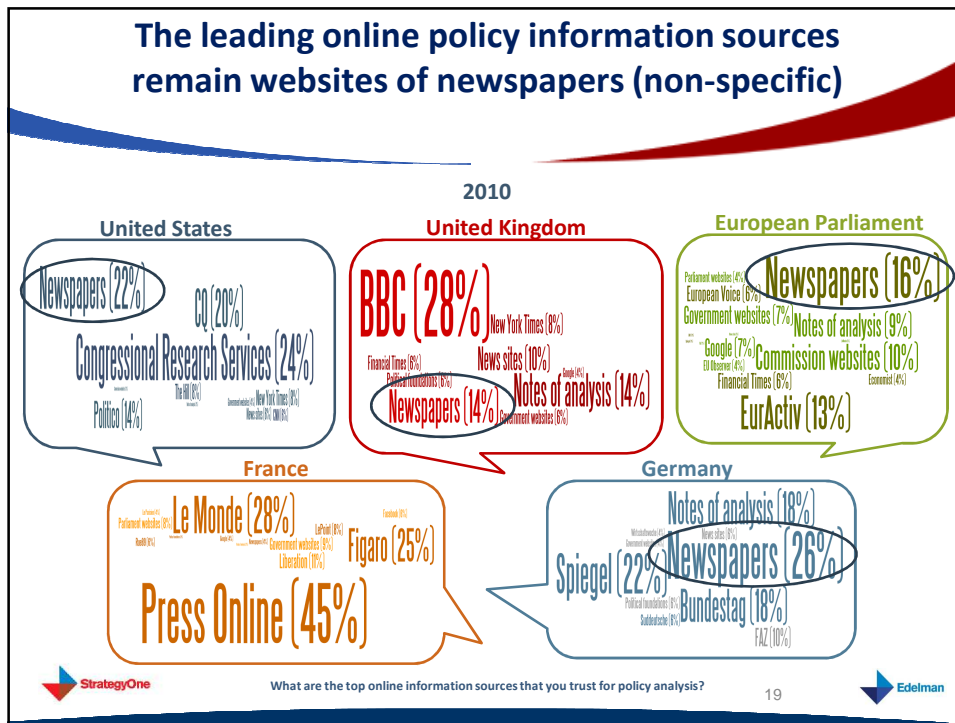 The leading online policy information sources
remain websites of newspapers (non-specific)
2010
United States
Newspapers (22%)
CQ (20%)
Congressional Research Services (24%)
The Hill (8%)
New York Times (8%)
Politico (14%)
Government websites
News sites (6%) CNN (6%)
United Kingdom
BBC (28%)
New York Times (8%)
News sites (10%)
Financial Times (6%)
Political foundations (6%)
Google (4%)
Notes of analysis (14%)
Newspapers (14%)
Government websites (6%)
European Parliament
Newspapers (16%)
Parliament websites (4%)
European Voice (6%)
Government websites (7%)
Notes of analysis (9%)
Google (7%)
EU Observer (4%)
Commission websites (10%)
Financial Times (6%)
Economist (4%)
EurActiv (13%)
France
Le Monde (28%)
Parliament websites
LePoint (8%)
Government websites (9%)
Liberation (11%)
Figaro (25%)
Press Online (45%)
Germany
Notes of analysis (18%)
News sites
Newspapers (26%)
Spiegel (22%)
Political foundations
Bundestag (18%)
Suddeutsche
FAZ (10%)
StrategyOne
What are the top online information sources that you trust for policy analysis?
19
Edelman